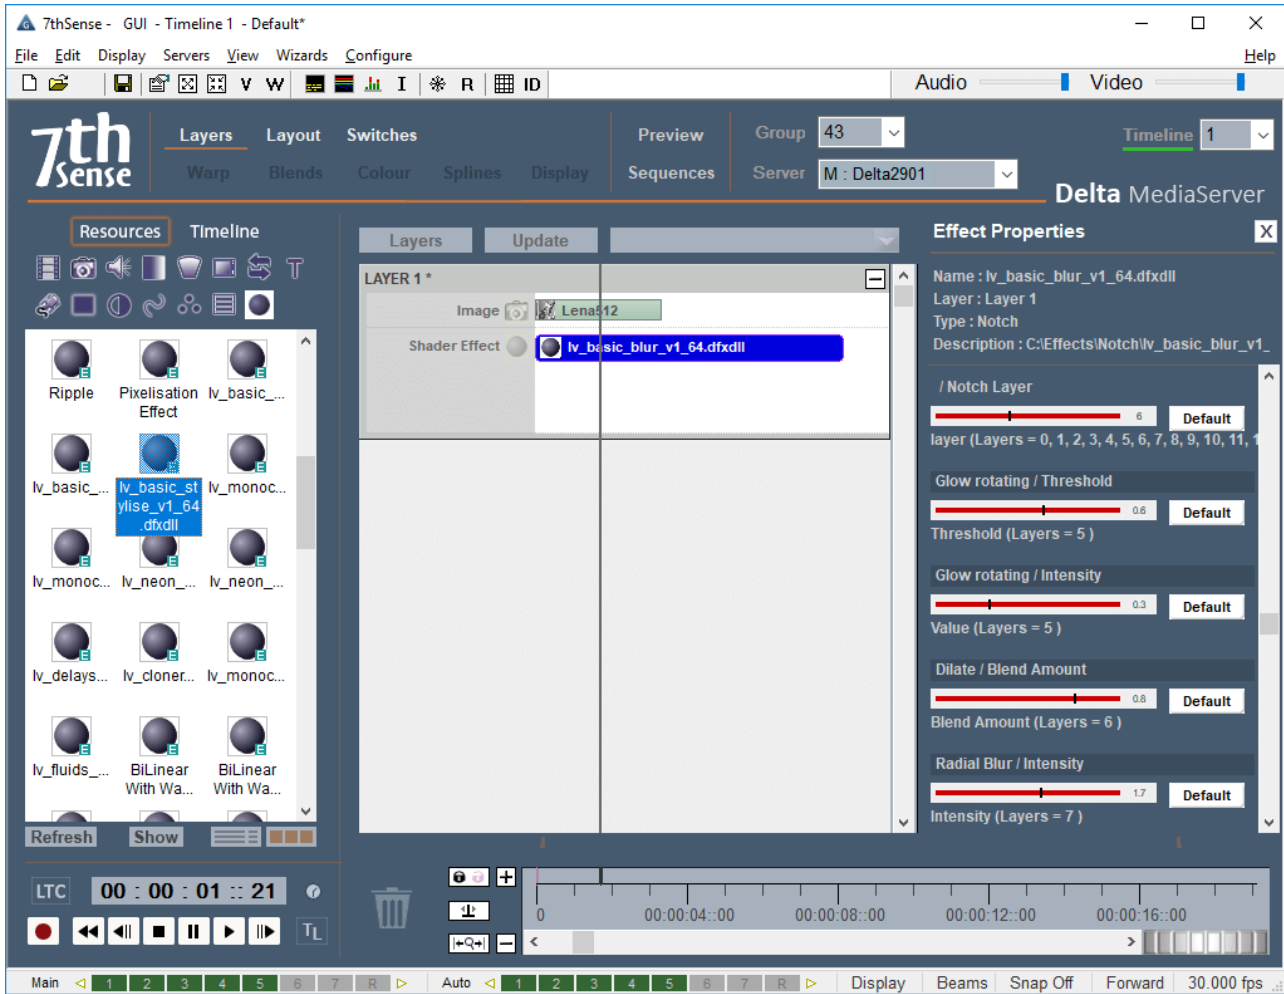 7thSense - GUI - Timeline 1 - Default*
File Edit Display Servers View Wizards Configure Help
V W I R ID Audio Video
7th Sense
Layers Layout Switches Preview Group 43 Timeline 1
Warp Blends Colour Splines Display Sequences Server M : Delta2901
Delta MediaServer
Resources Timeline
T
Ripple Pixelisation Effect lv_basic_...
lv_basic_... lv_basic_stylise_v1_64.dfxdll lv_monoc...
lv_monoc... lv_neon_... lv_neon_...
lv_delays... lv_cloner... lv_monoc...
lv_fluids_... BiLinear With Wa... BiLinear With Wa...
Refresh Show
Layers Update
LAYER 1 *
Image Lena512
Shader Effect lv_basic_blur_v1_64.dfxdll
Effect Properties X
Name : lv_basic_blur_v1_64.dfxdll
Layer : Layer 1
Type : Notch
Description : C:\Effects\Notch\lv_basic_blur_v1_
/ Notch Layer
6 Default
layer (Layers = 0, 1, 2, 3, 4, 5, 6, 7, 8, 9, 10, 11, 1
Glow rotating / Threshold
0.6 Default
Threshold (Layers = 5 )
Glow rotating / Intensity
0.3 Default
Value (Layers = 5 )
Dilate / Blend Amount
0.8 Default
Blend Amount (Layers = 6 )
Radial Blur / Intensity
1.7 Default
Intensity (Layers = 7 )
LTC 00 : 00 : 01 :: 21
TL
0 00:00:04::00 00:00:08::00 00:00:12::00 00:00:16::00
Main 1 2 3 4 5 6 7 R Auto 1 2 3 4 5 6 7 R Display Beams Snap Off Forward 30.000 fps